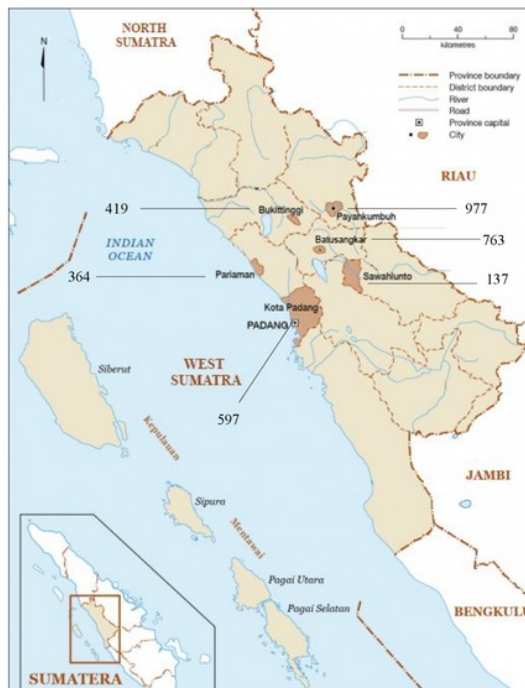 NORTH
SUMATRA
N
0 40 80
kilometres
Province boundary
District boundary
River
Road
Province capital
City
RIAU
419
Bukittinggi
Payahkumbuh
977
Batusangkar
763
INDIAN
OCEAN
364
Pariaman
Sawahlunto
137
Kota Padang
PADANG
WEST
SUMATRA
Siberut
597
Kepulauan
JAMBI
Sipura
Mentawai
Pagai Utara
Pagai Selatan
BENGKULU
SUMATERA